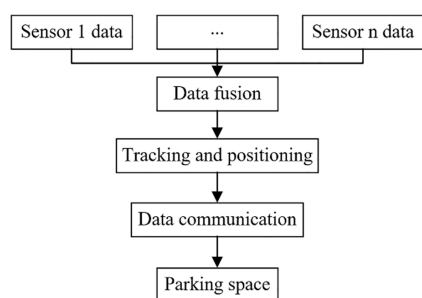 Sensor 1 data
...
Sensor n data
Data fusion
Tracking and positioning
Data communication
Parking space